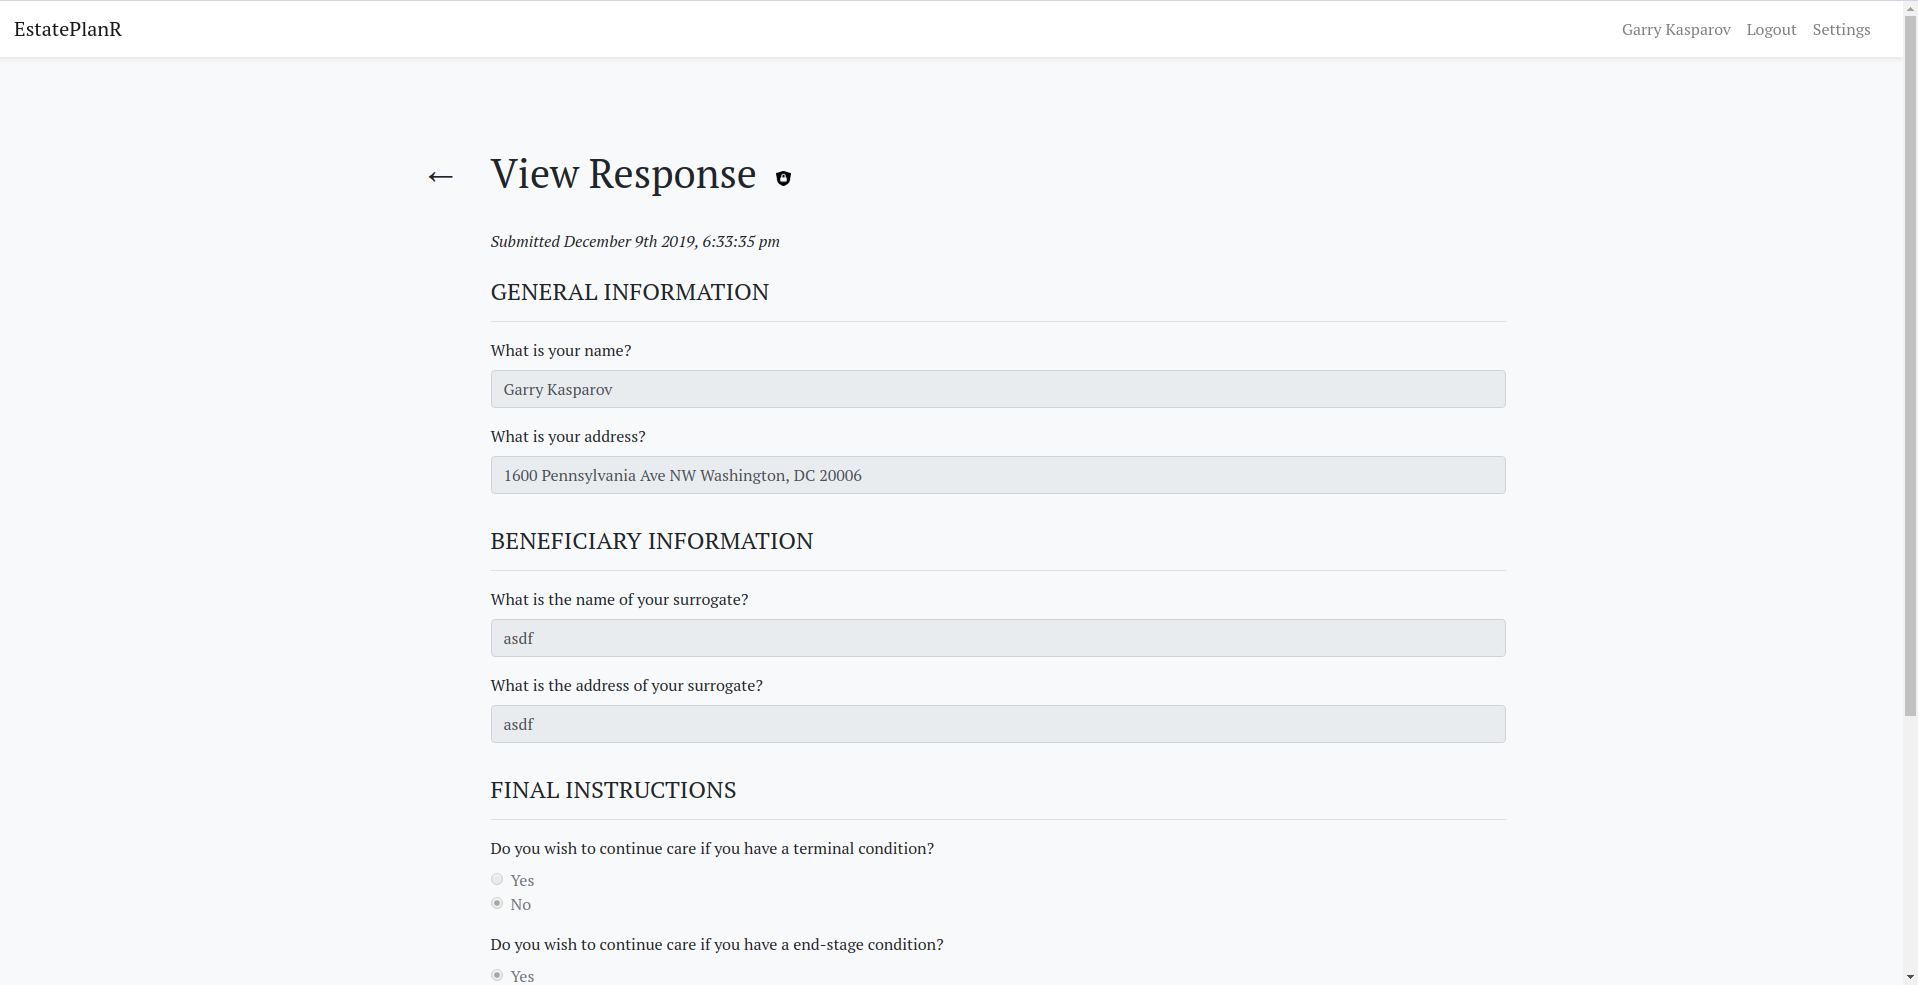 EstatePlanR
Garry Kasparov Logout Settings
← View Response
Submitted December 9th 2019, 6:33:35 pm
GENERAL INFORMATION
What is your name?
Garry Kasparov
What is your address?
1600 Pennsylvania Ave NW Washington, DC 20006
BENEFICIARY INFORMATION
What is the name of your surrogate?
asdf
What is the address of your surrogate?
asdf
FINAL INSTRUCTIONS
Do you wish to continue care if you have a terminal condition?
Yes
No
Do you wish to continue care if you have a end-stage condition?
Yes